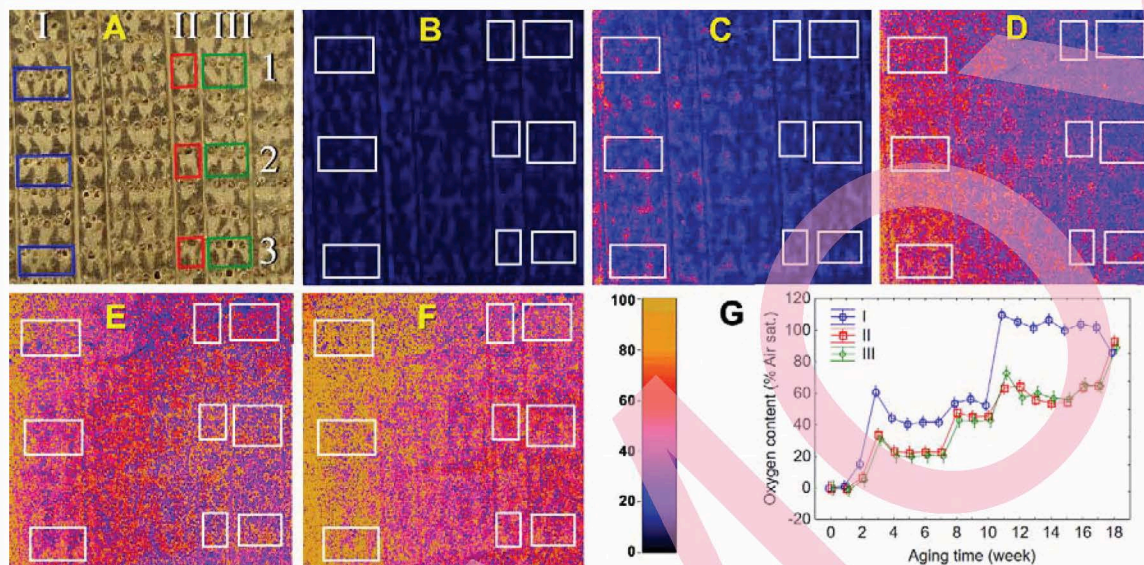 I A II III
1
2
3
B
C
D
E
F
100
80
60
40
20
0
G
120
100
80
60
40
20
0
-20
Oxygen content (% Air sat.)
I
II
III
0 2 4 6 8 10 12 14 16 18
Aging time (week)